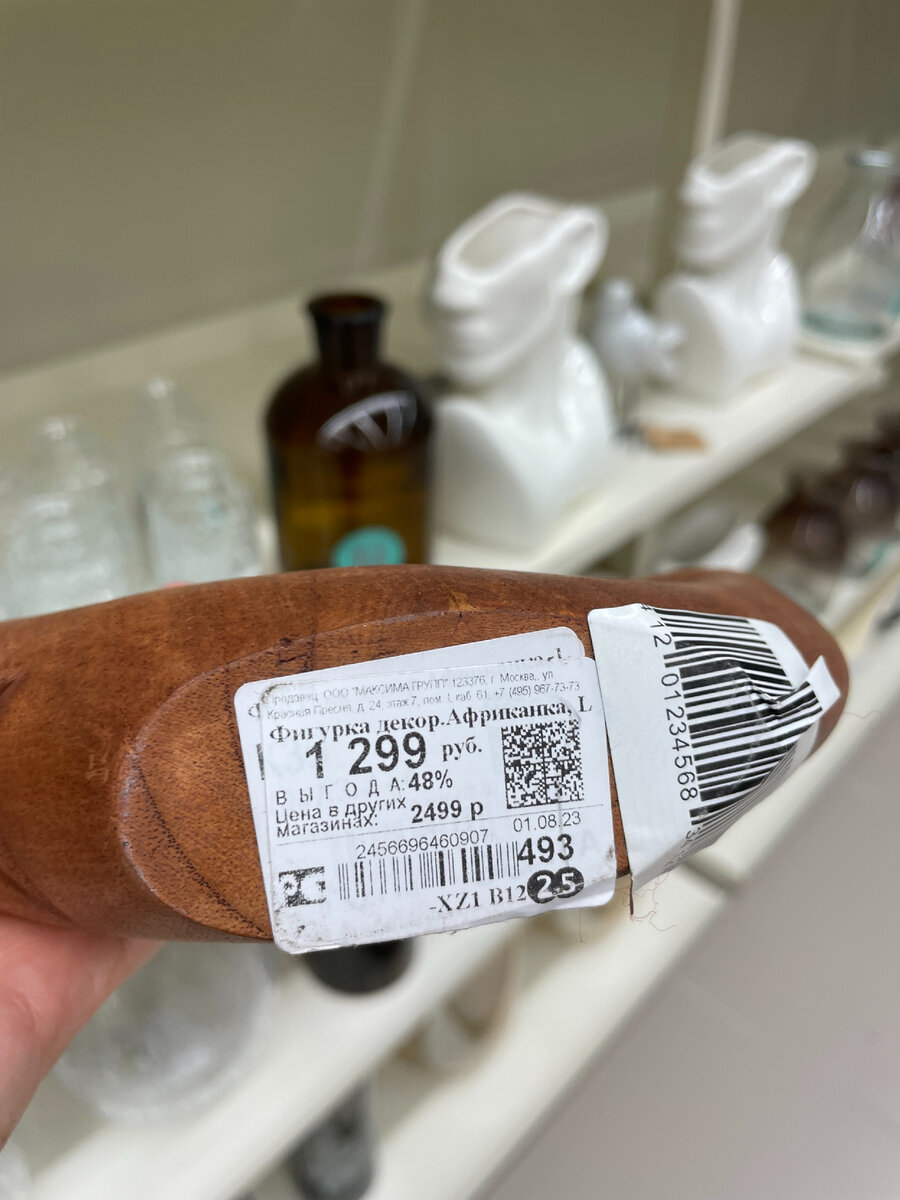 Продавец: ООО "МАКСИМА ГРУПП" 123376, г. Москва, ул
Красная Пресня, д. 24, этаж 7, пом. I, каб. 61, +7 (495) 967-73-73
Фигурка декор.Африканка, L
1 299 руб.
ВЫГОДА:48%
Цена в других
магазинах: 2499 р
01.08.23
2456696460907
493
-XZ1 B12 25
412 01234568